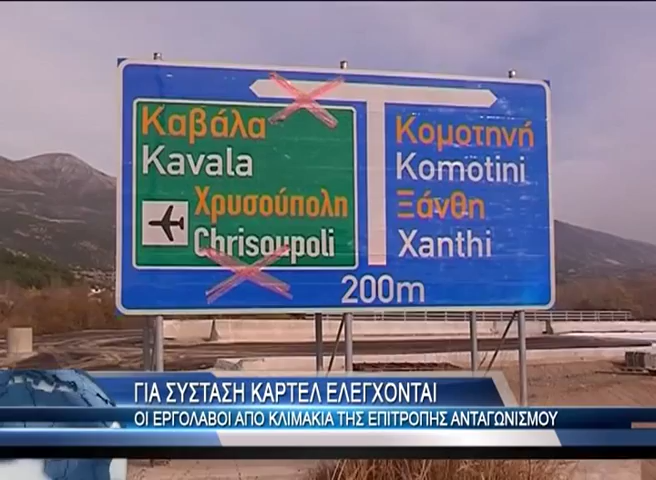 Καβάλα
Kavala
Χρυσούπολη
Chrisoupoli
Κομοτηνή
Komotini
Ξάνθη
Xanthi
200m
ΓΙΑ ΣΥΣΤΑΣΗ ΚΑΡΤΕΛ ΕΛΕΓΧΟΝΤΑΙ
ΟΙ ΕΡΓΟΛΑΒΟΙ ΑΠΟ ΚΛΙΜΑΚΙΑ ΤΗΣ ΕΠΙΤΡΟΠΗΣ ΑΝΤΑΓΩΝΙΣΜΟΥ